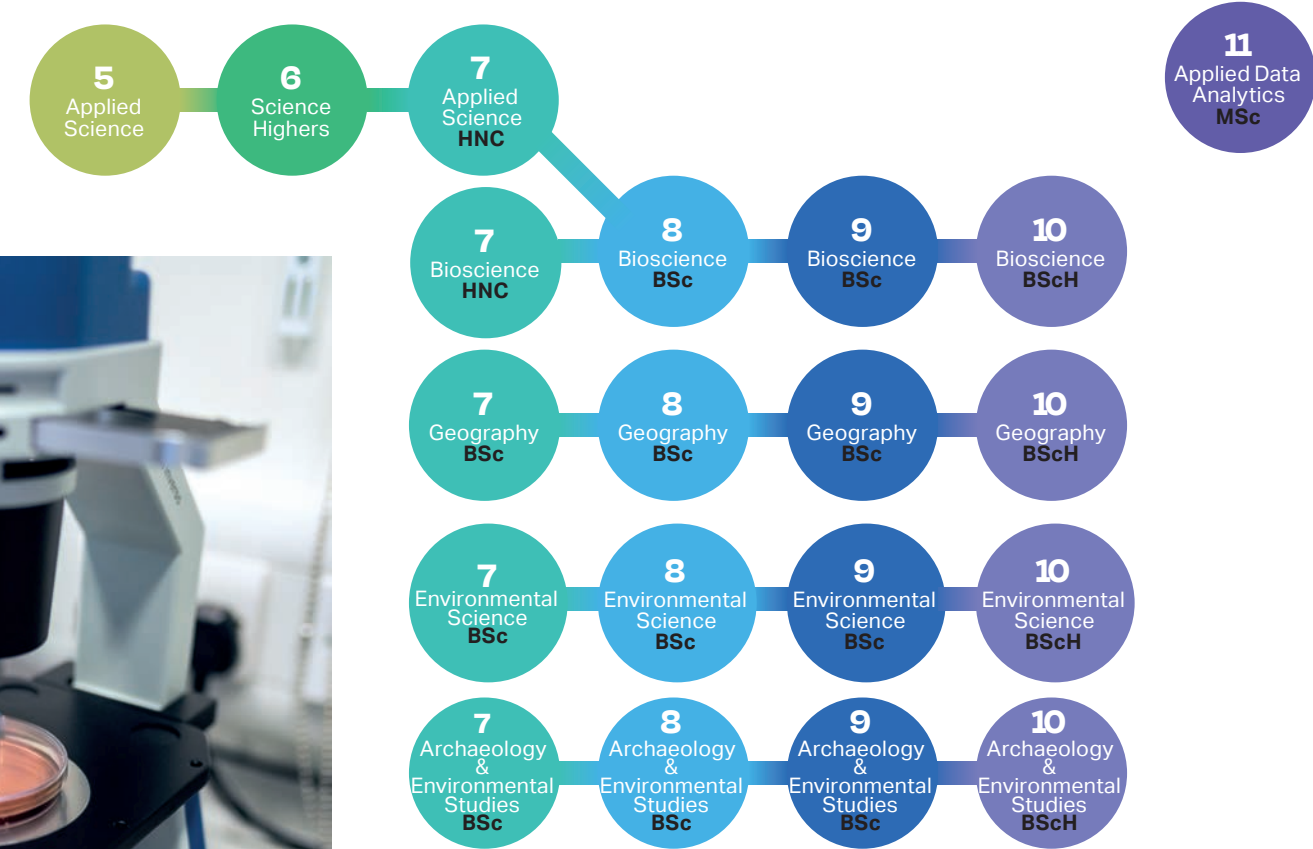 5
Applied
Science
6
Science
Highers
7
Applied
Science
HNC
11
Applied Data
Analytics
MSc
7
Bioscience
HNC
8
Bioscience
BSc
9
Bioscience
BSc
10
Bioscience
BScH
7
Geography
BSc
8
Geography
BSc
9
Geography
BSc
10
Geography
BScH
7
Environmental
Science
BSc
8
Environmental
Science
BSc
9
Environmental
Science
BSc
10
Environmental
Science
BScH
7
Archaeology
&
Environmental
Studies
BSc
8
Archaeology
&
Environmental
Studies
BSc
9
Archaeology
&
Environmental
Studies
BSc
10
Archaeology
&
Environmental
Studies
BScH